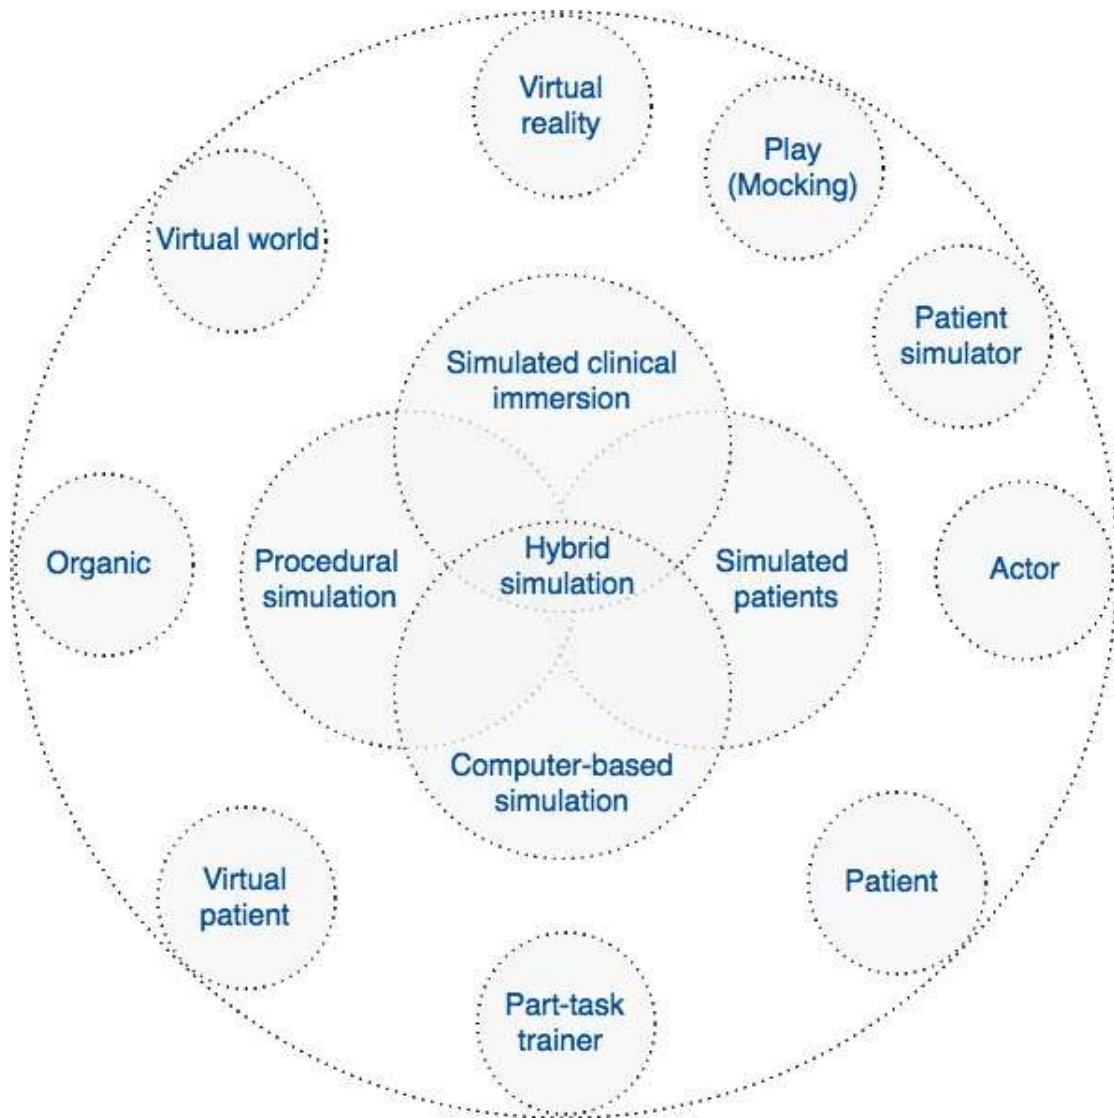 Virtual
reality
Play
(Mocking)
Virtual world
Patient
simulator
Simulated clinical
immersion
Organic
Procedural
simulation
Hybrid
simulation
Simulated
patients
Actor
Computer-based
simulation
Virtual
patient
Patient
Part-task
trainer